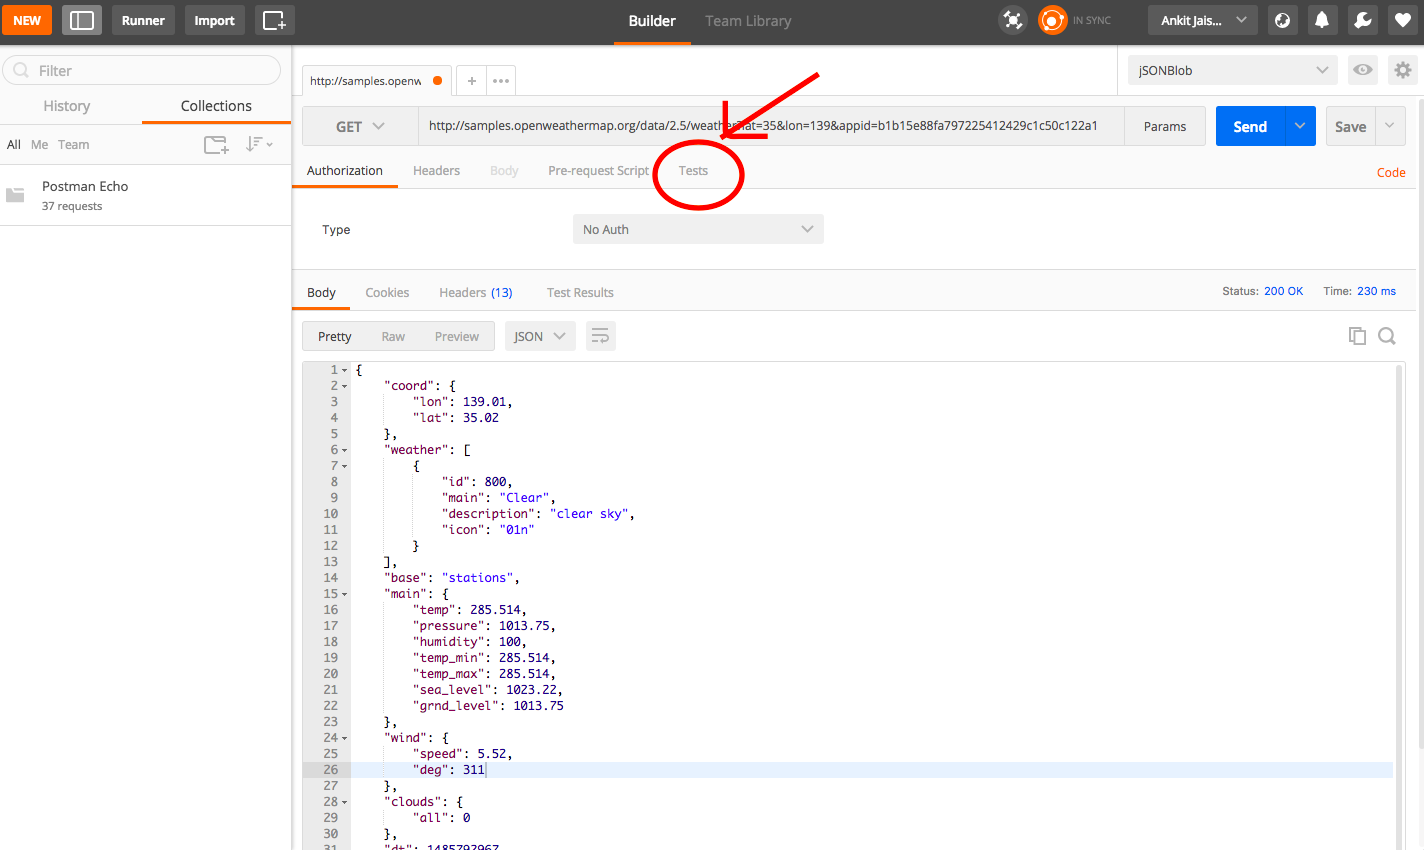 NEW Runner Import Builder Team Library IN SYNC Ankit Jais...
Filter
History Collections
All Me Team
Postman Echo
37 requests
http://samples.openw + •••
jSONBlob
GET http://samples.openweathermap.org/data/2.5/weather?lat=35&lon=139&appid=b1b15e88fa797225412429c1c50c122a1 Params Send Save
Authorization Headers Body Pre-request Script Tests Code
Type No Auth
Body Cookies Headers (13) Test Results Status: 200 OK Time: 230 ms
Pretty Raw Preview JSON
1 {
2 "coord": {
3 "lon": 139.01,
4 "lat": 35.02
5 },
6 "weather": [
7 {
8 "id": 800,
9 "main": "Clear",
10 "description": "clear sky",
11 "icon": "01n"
12 }
13 ],
14 "base": "stations",
15 "main": {
16 "temp": 285.514,
17 "pressure": 1013.75,
18 "humidity": 100,
19 "temp_min": 285.514,
20 "temp_max": 285.514,
21 "sea_level": 1023.22,
22 "grnd_level": 1013.75
23 },
24 "wind": {
25 "speed": 5.52,
26 "deg": 311
27 },
28 "clouds": {
29 "all": 0
30 },
31 "dt": 1485792967